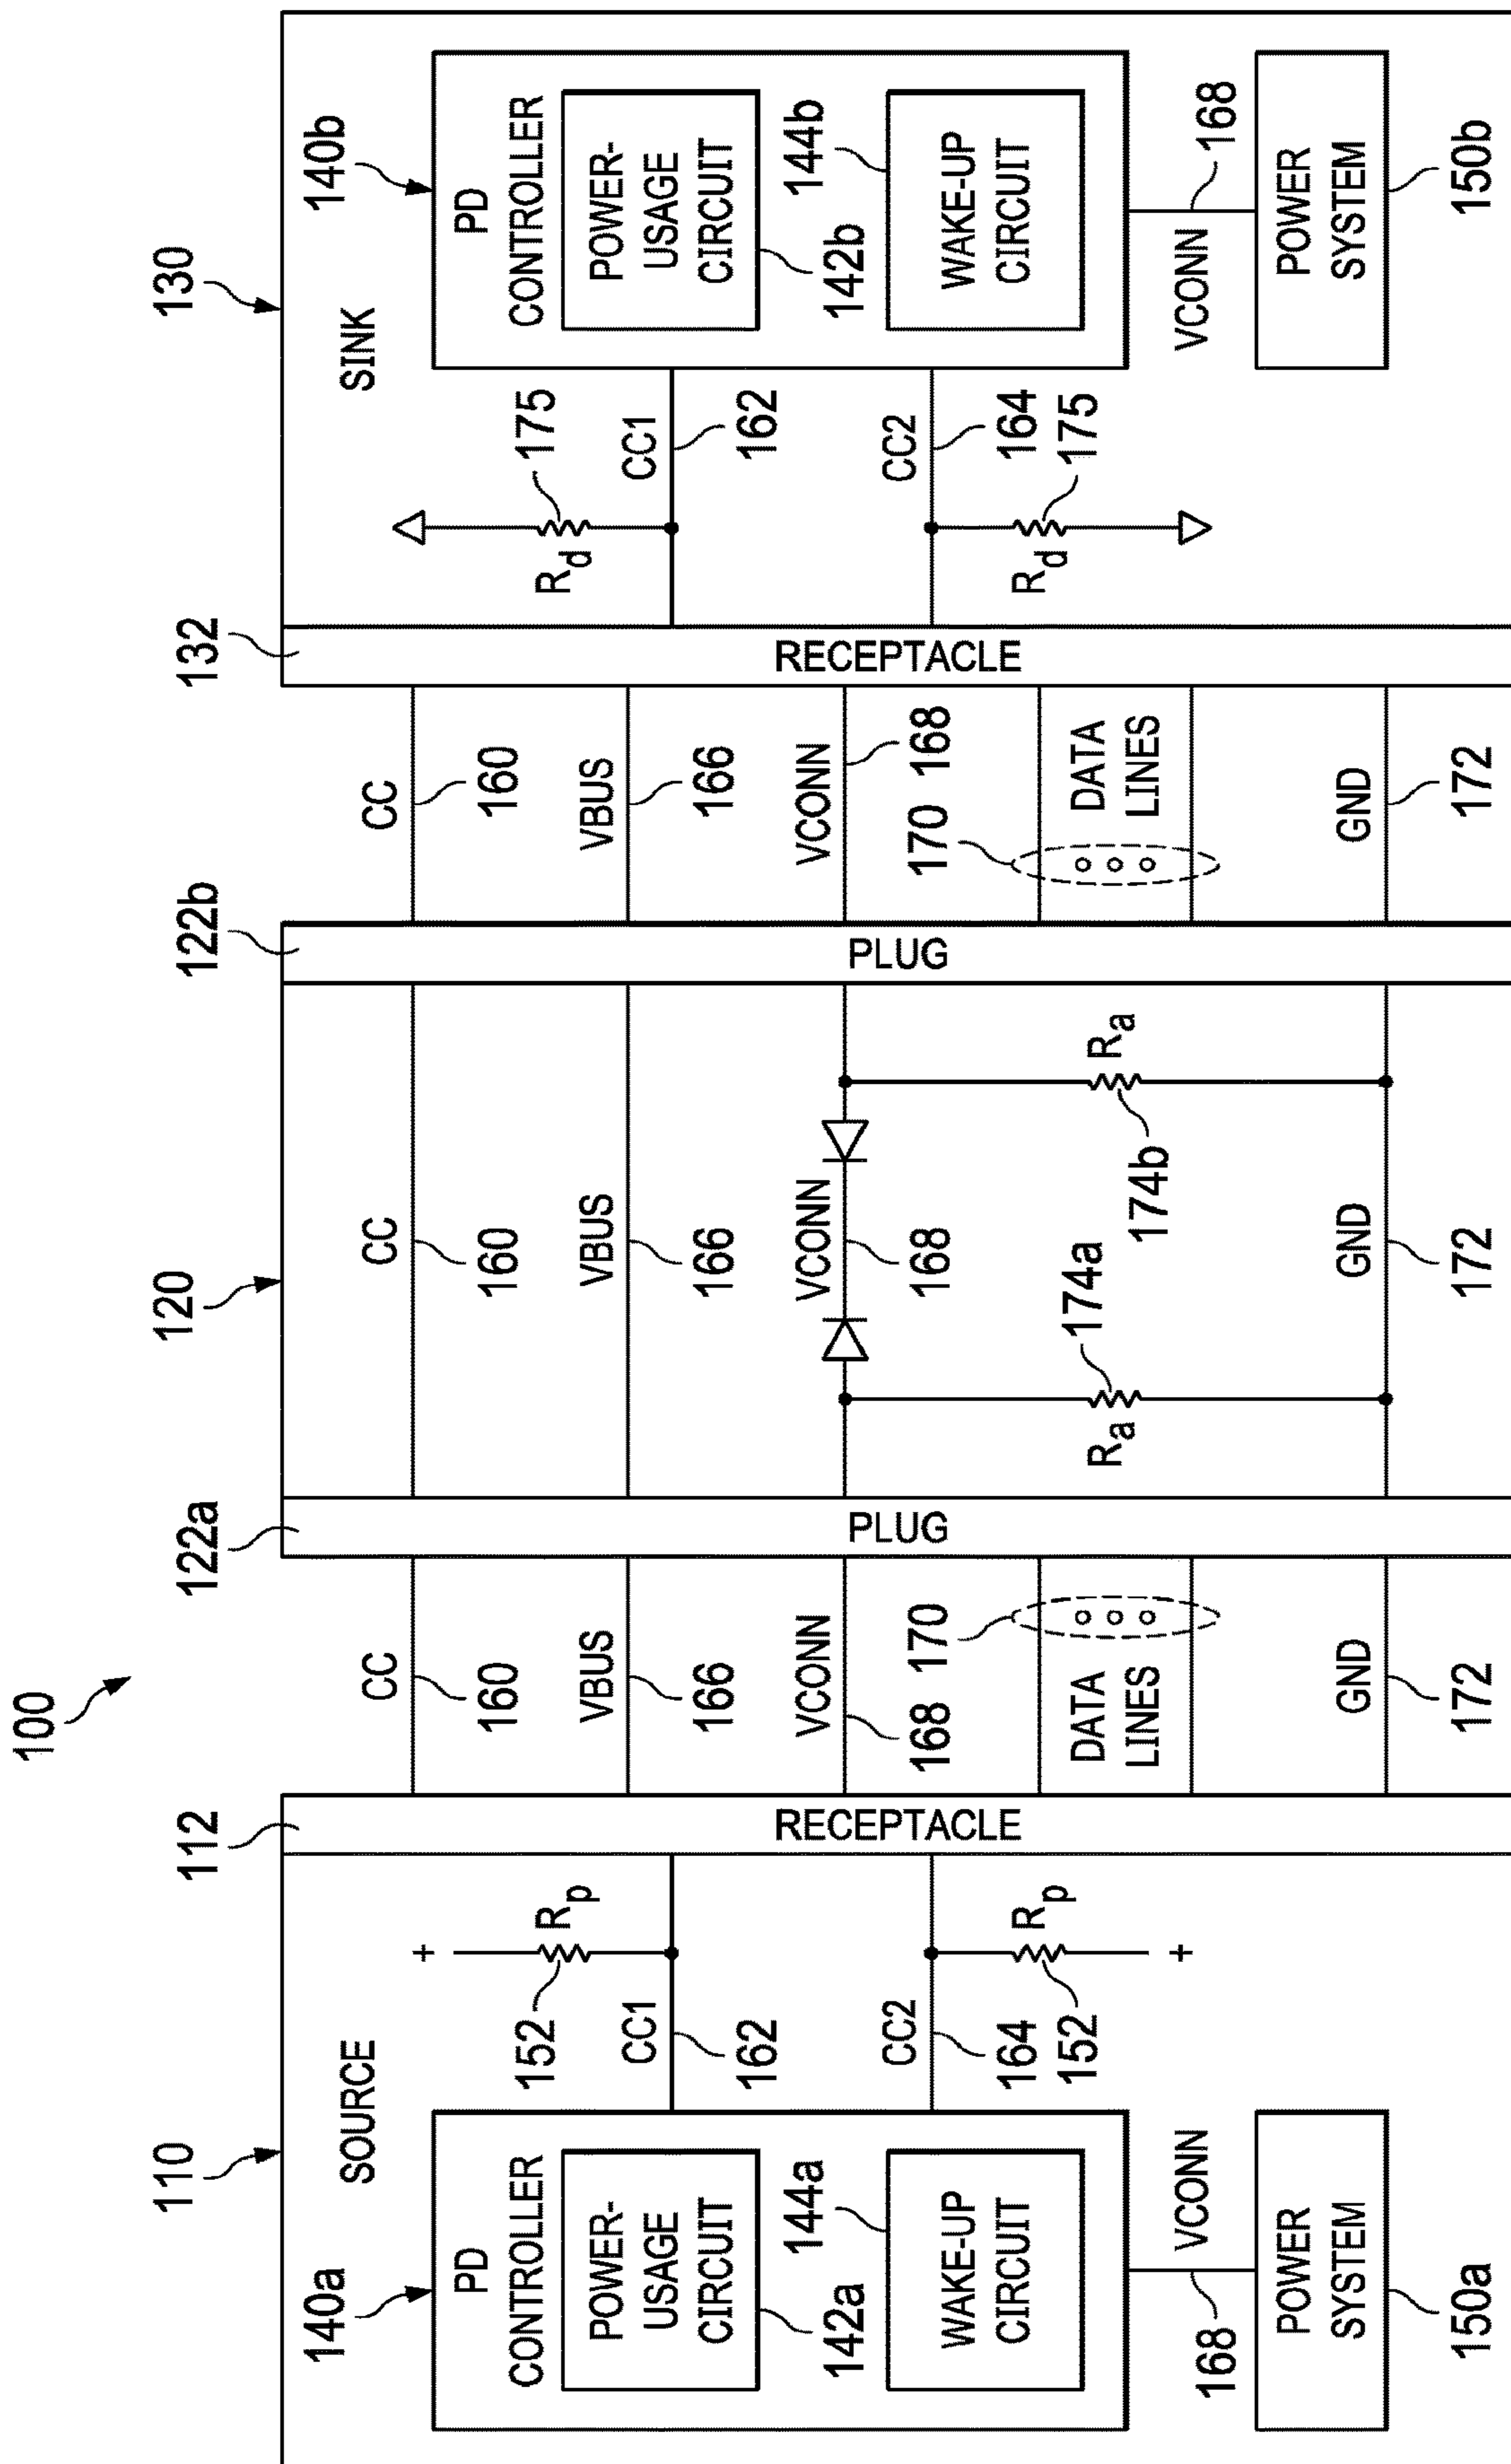 100
110
SOURCE
140a
PD
CONTROLLER
POWER-
USAGE
CIRCUIT
142a
144a
WAKE-UP
CIRCUIT
VCONN
168
POWER
SYSTEM
150a
152
Rp
CC1
162
CC2
164
152
Rp
112
RECEPTACLE
CC
160
VBUS
166
VCONN
168
170
DATA
LINES
GND
172
122a
PLUG
120
CC
160
VBUS
166
VCONN
168
174a
Ra
174b
Ra
GND
172
122b
PLUG
CC
160
VBUS
166
VCONN
168
170
DATA
LINES
GND
172
132
RECEPTACLE
130
SINK
175
Rd
CC1
162
CC2
164
175
Rd
140b
PD
CONTROLLER
POWER-
USAGE
CIRCUIT
142b
144b
WAKE-UP
CIRCUIT
VCONN
168
POWER
SYSTEM
150b